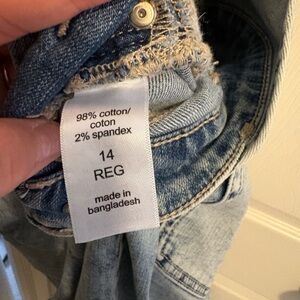 98% cotton/
coton
2% spandex
14
REG
made in
bangladesh